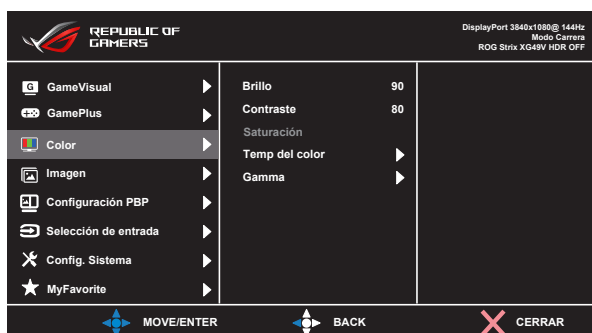 REPUBLIC OF
GAMERS
DisplayPort 3840x1080@ 144Hz
Modo Carrera
ROG Strix XG49V HDR OFF
G GameVisual
GamePlus
Color
Imagen
Configuración PBP
Selección de entrada
Config. Sistema
MyFavorite
Brillo 90
Contraste 80
Saturación
Temp del color
Gamma
MOVE/ENTER
BACK
CERRAR